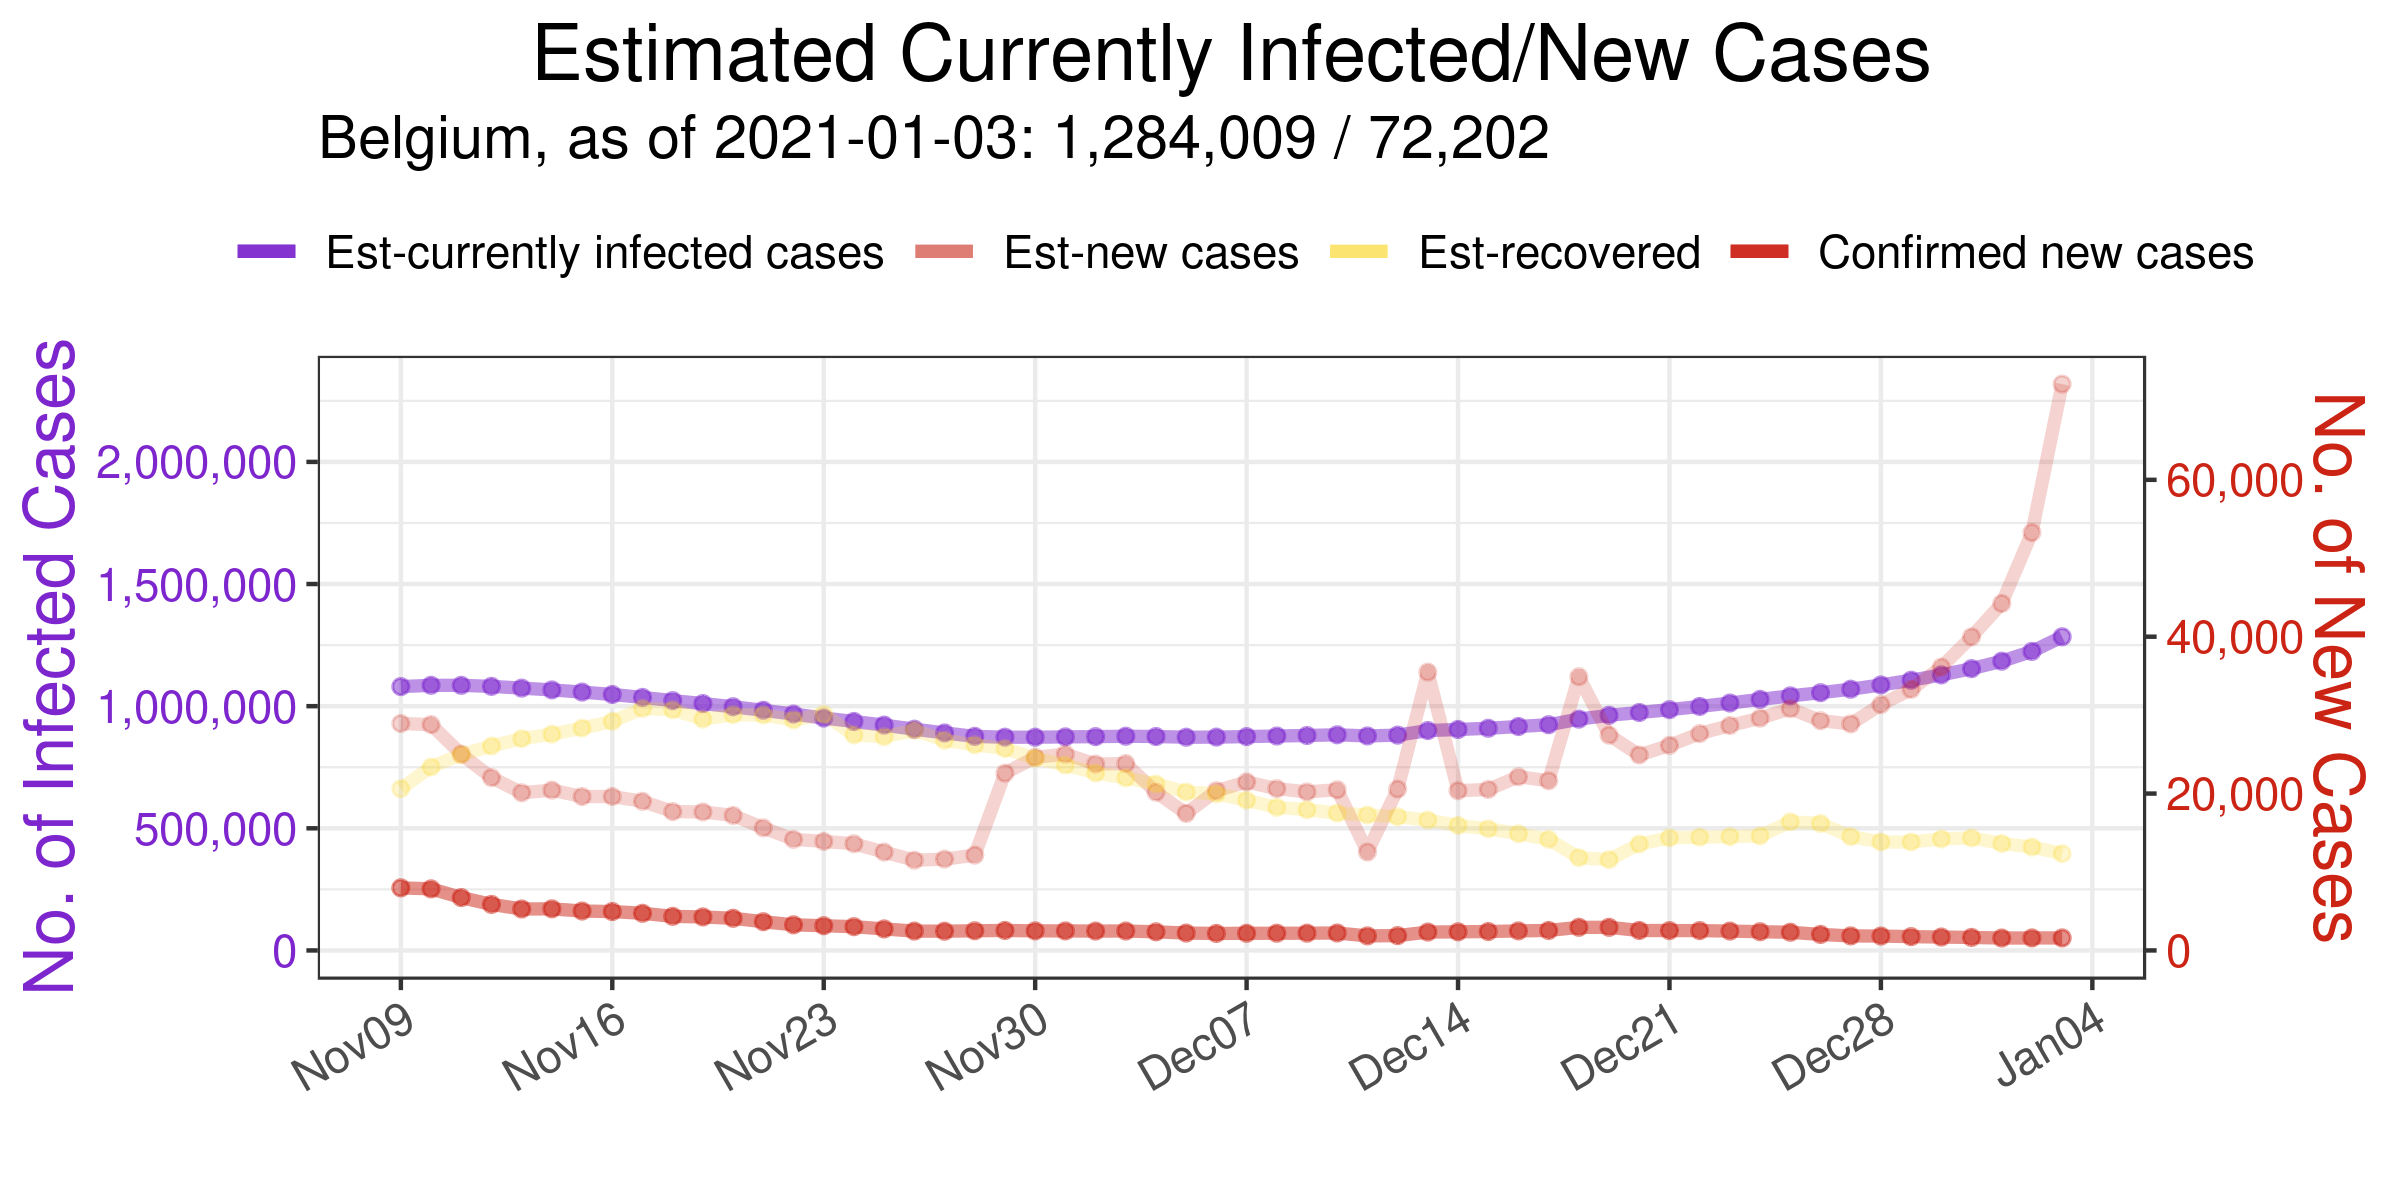 Estimated Currently Infected/New Cases
Belgium, as of 2021-01-03: 1,284,009 / 72,202
Est-currently infected cases Est-new cases Est-recovered Confirmed new cases
No. of Infected Cases
2,000,000
1,500,000
1,000,000
500,000
0
60,000
40,000
20,000
0
No. of New Cases
Nov09 Nov16 Nov23 Nov30 Dec07 Dec14 Dec21 Dec28 Jan04